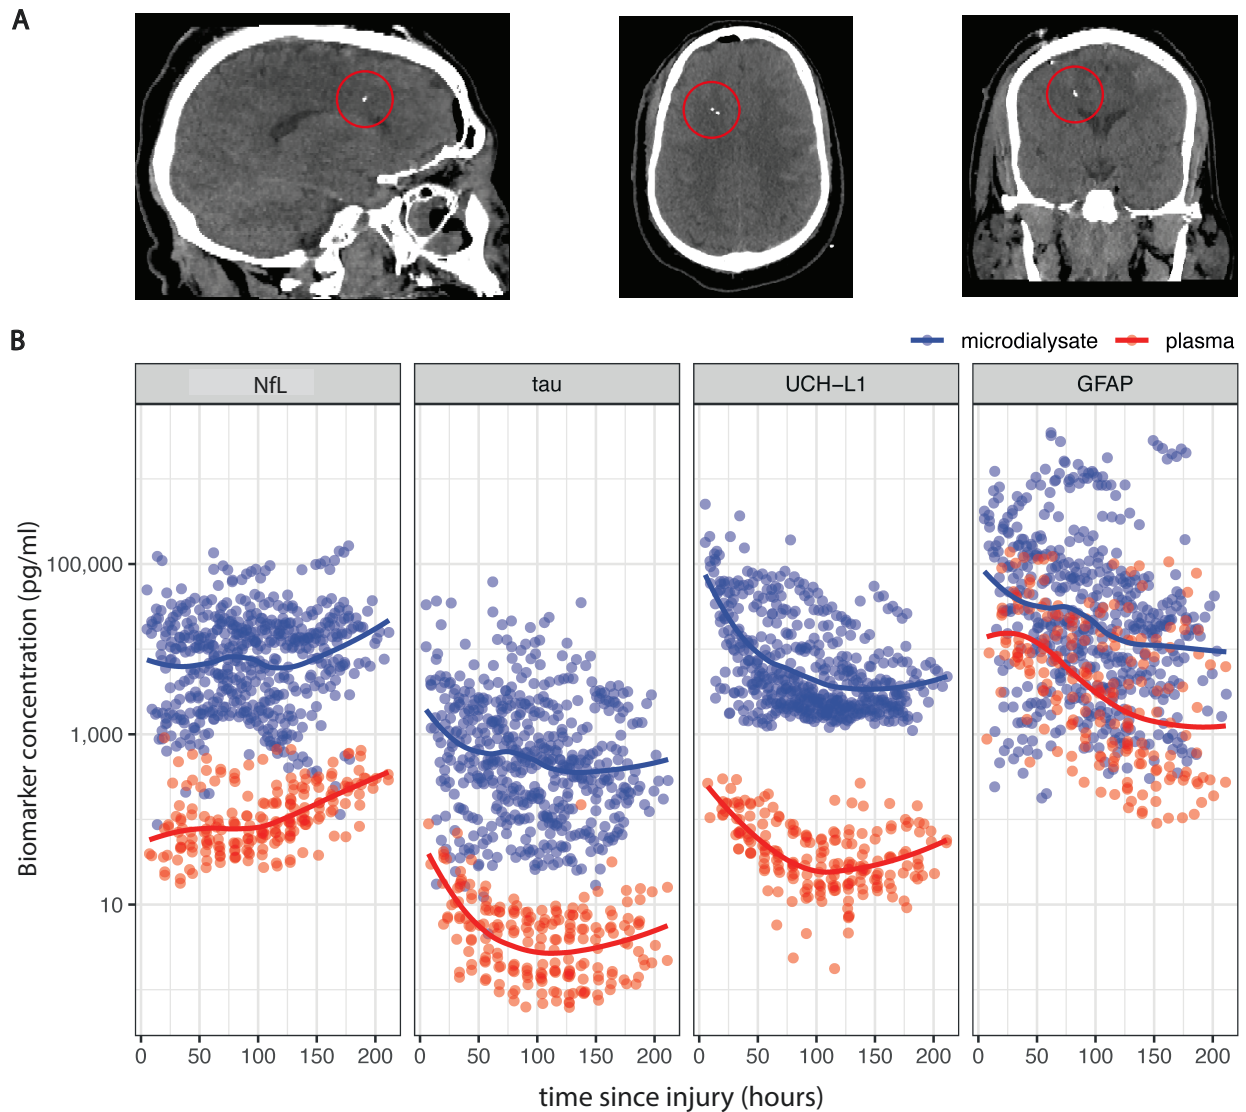 A
B
microdialysate
plasma
NfL
tau
UCH-L1
GFAP
Biomarker concentration (pg/ml)
100,000
1,000
10
0 50 100 150 200
0 50 100 150 200
0 50 100 150 200
0 50 100 150 200
time since injury (hours)